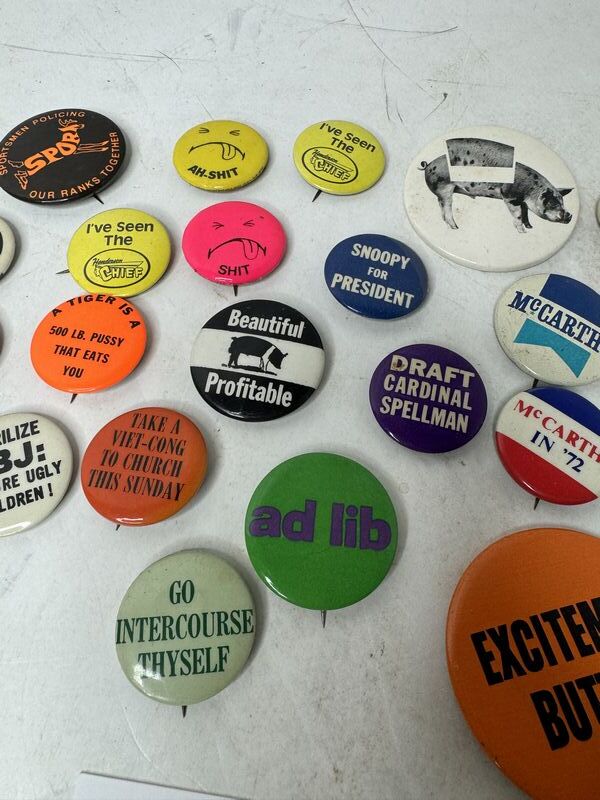 SPORTSMEN POLICING
SPOR
OUR RANKS TOGETHER
AH-SHIT
I've Seen
The
Henderson
CHIEF
I've Seen
The
Henderson
CHIEF
SHIT
SNOOPY
FOR
PRESIDENT
McCARTH
A TIGER IS A
500 LB. PUSSY
THAT EATS
YOU
Beautiful
Profitable
DRAFT
CARDINAL
SPELLMAN
McCARTH
IN '72
RILIZE
BJ:
RE UGLY
LDREN!
TAKE A
VIET-CONG
TO CHURCH
THIS SUNDAY
ad lib
GO
INTERCOURSE
THYSELF
EXCITEM
BUT